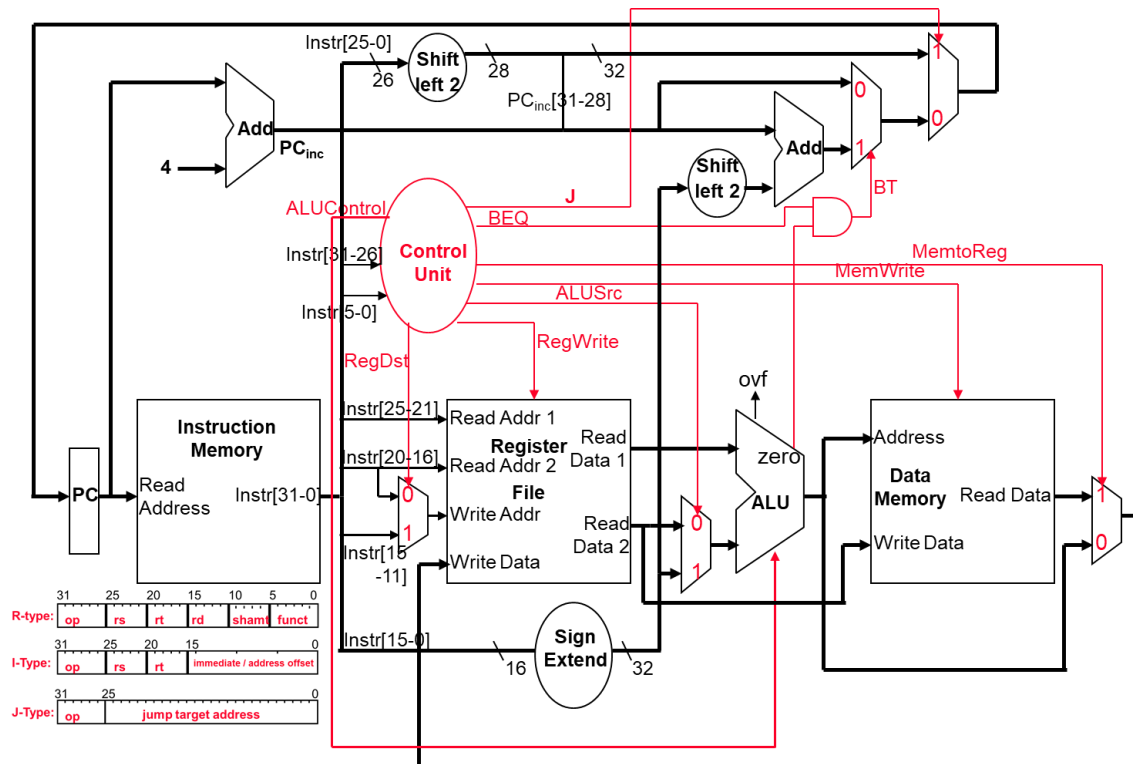 Instr[25-0]
Shift
left 2
26
28
32
PCinc[31-28]
1
0
0
1
Add
PCinc
4
Add
Shift
left 2
BT
ALUControl
J
BEQ
Instr[31-26]
Control
Unit
MemtoReg
MemWrite
ALUSrc
Instr[5-0]
RegWrite
RegDst
ovf
Instr[25-21]
Read Addr 1
Instruction
Memory
Register
Read
Data 1
Address
Instr[20-16]
Read Addr 2
zero
Data
Memory
PC
Read
Address
Instr[31-0]
0
File
ALU
Read Data
1
Write Addr
1
Read
Data 2
0
Instr[15
-11]
Write Data
1
Write Data
0
31 25 20 15 10 5 0
R-type: op rs rt rd shamt funct
31 25 20 15 0
I-Type: op rs rt immediate / address offset
31 25 0
J-Type: op jump target address
Instr[15-0]
16
Sign
Extend
32